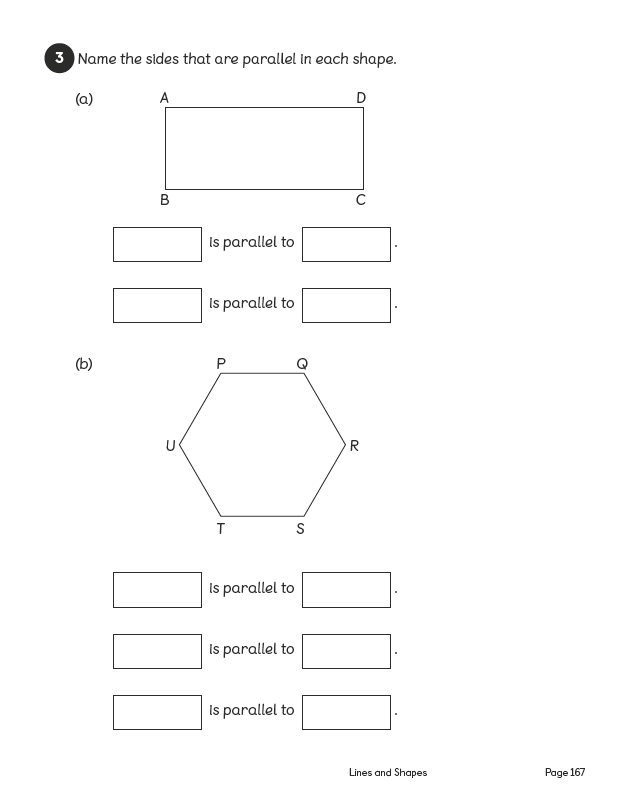 3 Name the sides that are parallel in each shape.
(a)
A D
B C
is parallel to .
is parallel to .
(b)
P Q
U R
T S
is parallel to .
is parallel to .
is parallel to .
Lines and Shapes Page 167